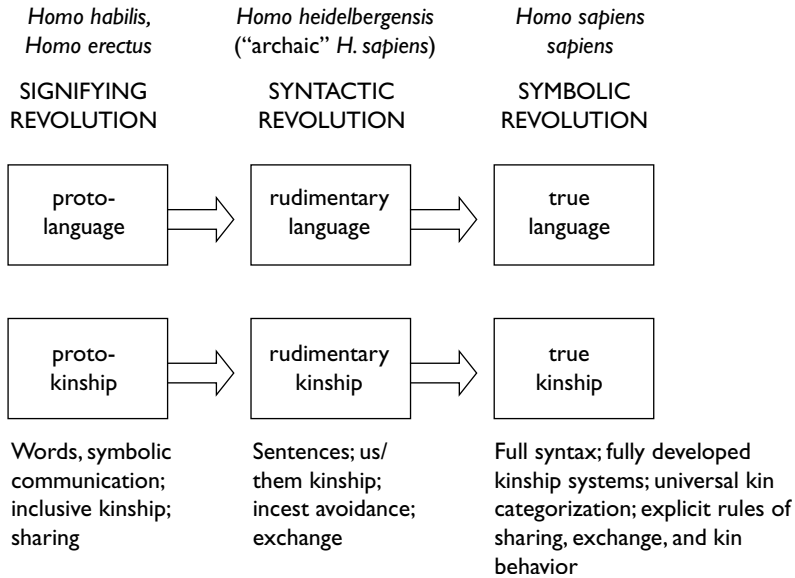 Homo habilis,
Homo erectus
SIGNIFYING
REVOLUTION
Homo heidelbergensis
(“archaic” H. sapiens)
SYNTACTIC
REVOLUTION
Homo sapiens
sapiens
SYMBOLIC
REVOLUTION
proto-
language
rudimentary
language
true
language
proto-
kinship
rudimentary
kinship
true
kinship
Words, symbolic
communication;
inclusive kinship;
sharing
Sentences; us/
them kinship;
incest avoidance;
exchange
Full syntax; fully developed
kinship systems; universal kin
categorization; explicit rules of
sharing, exchange, and kin
behavior